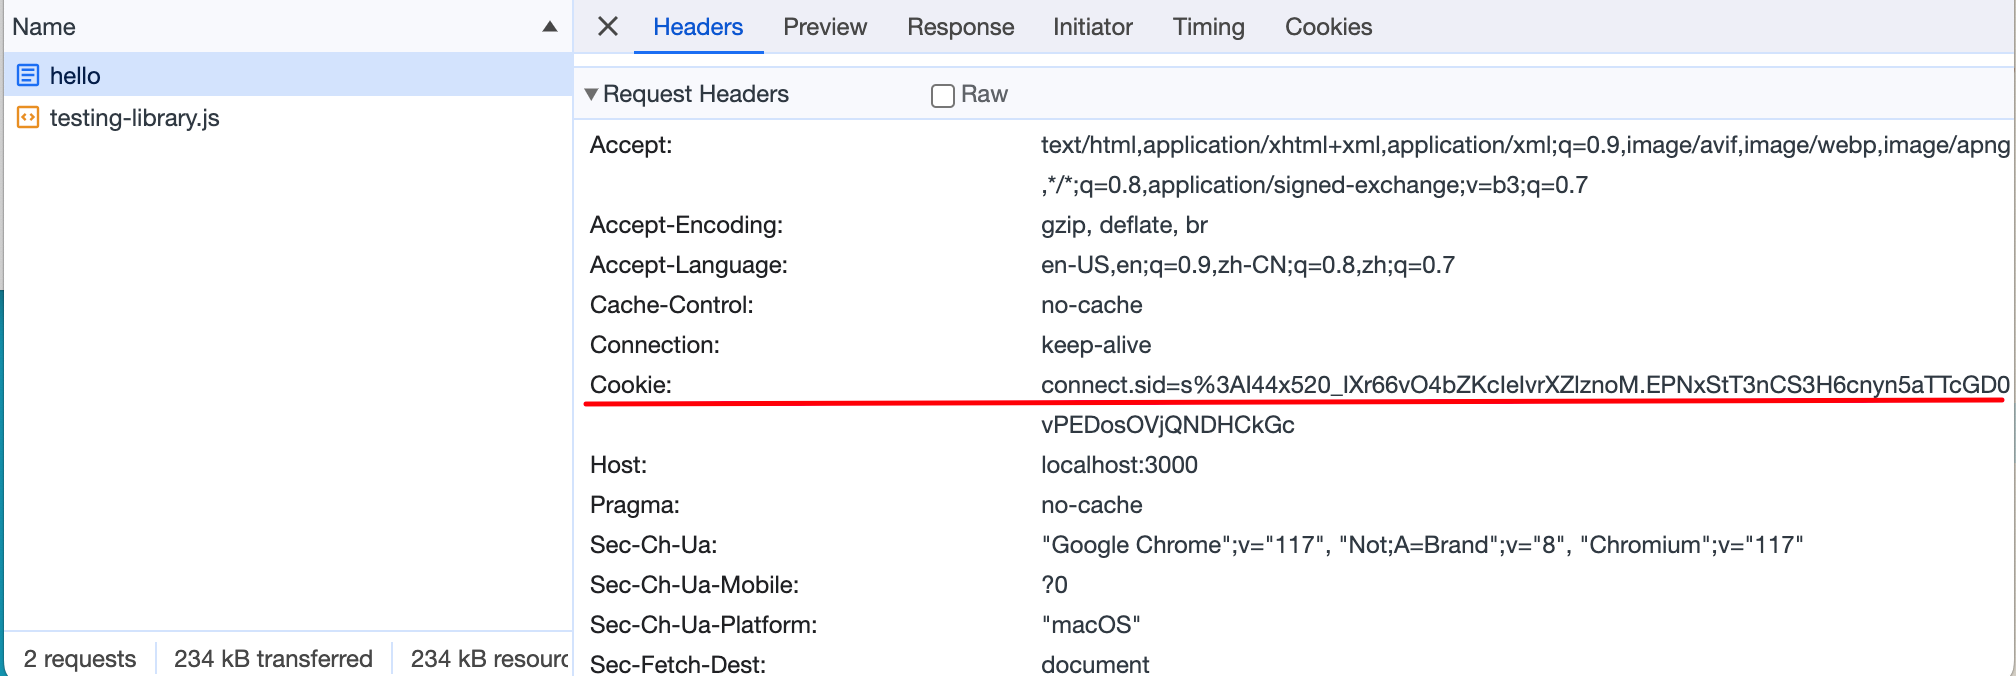 Name
hello
testing-library.js
2 requests
234 kB transferred
234 kB resourc
Headers
Preview
Response
Initiator
Timing
Cookies
Request Headers
Raw
Accept: text/html,application/xhtml+xml,application/xml;q=0.9,image/avif,image/webp,image/apng
,*/*;q=0.8,application/signed-exchange;v=b3;q=0.7
Accept-Encoding: gzip, deflate, br
Accept-Language: en-US,en;q=0.9,zh-CN;q=0.8,zh;q=0.7
Cache-Control: no-cache
Connection: keep-alive
Cookie: connect.sid=s%3AI44x520_IXr66vO4bZKcIeIvrXZlznoM.EPNxStT3nCS3H6cnyn5aTTcGD0
vPEDosOVjQNDHCkGc
Host: localhost:3000
Pragma: no-cache
Sec-Ch-Ua: "Google Chrome";v="117", "Not;A=Brand";v="8", "Chromium";v="117"
Sec-Ch-Ua-Mobile: ?0
Sec-Ch-Ua-Platform: "macOS"
Sec-Fetch-Dest: document